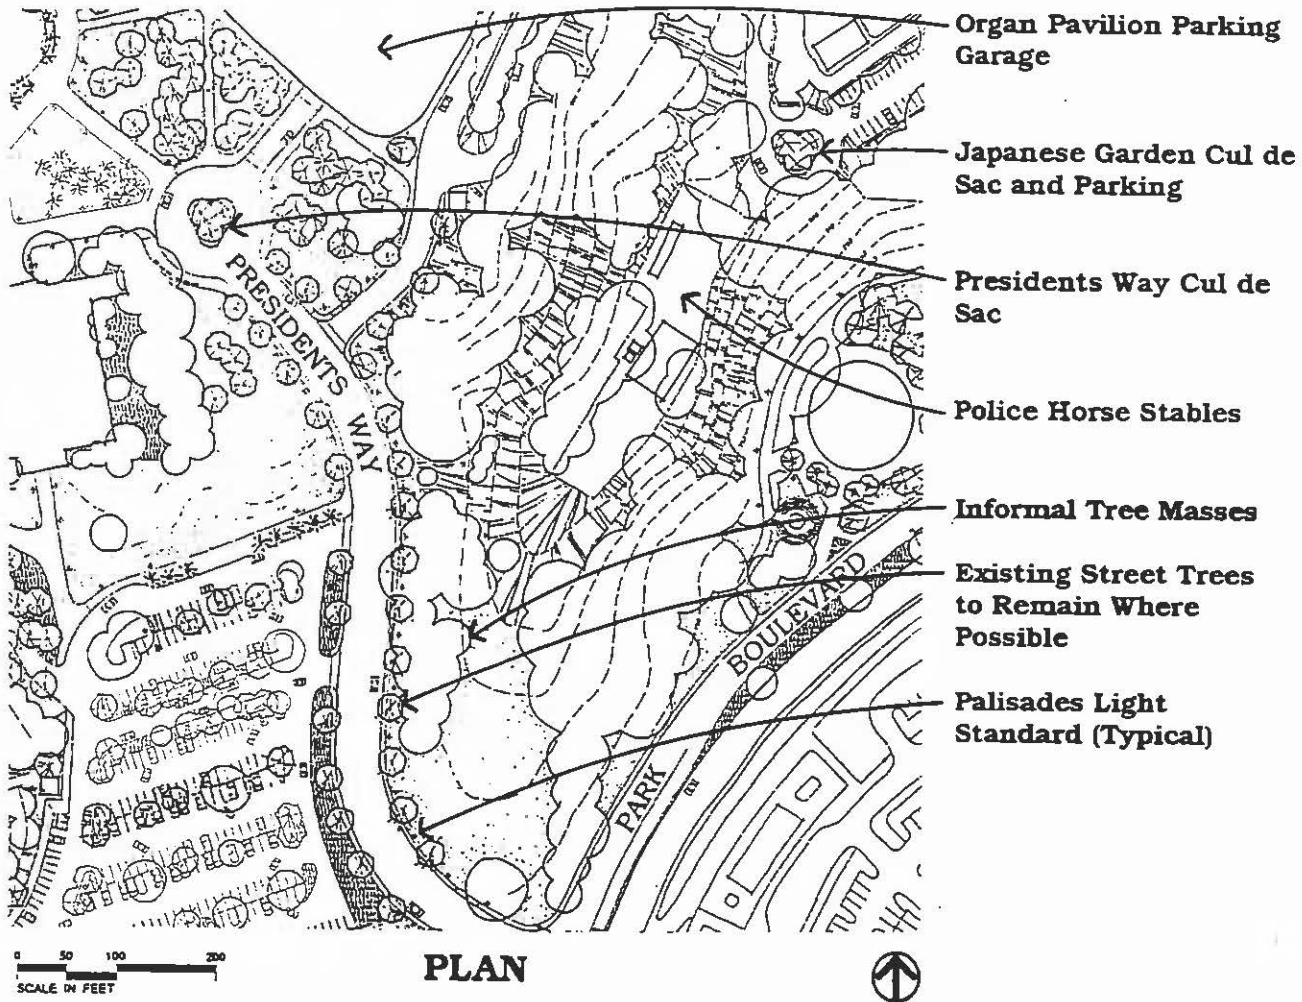 Organ Pavilion Parking
Garage
Japanese Garden Cul de
Sac and Parking
Presidents Way Cul de
Sac
Police Horse Stables
Informal Tree Masses
Existing Street Trees
to Remain Where
Possible
Palisades Light
Standard (Typical)
PRESIDENTS WAY
PARK BOULEVARD
0 50 100 200
SCALE IN FEET
PLAN